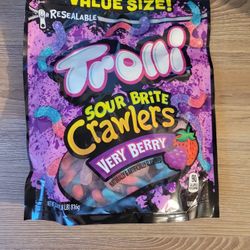 VALUE SIZE!
RESEALABLE
Trolli
SOUR BRITE
Crawlers
VERY BERRY